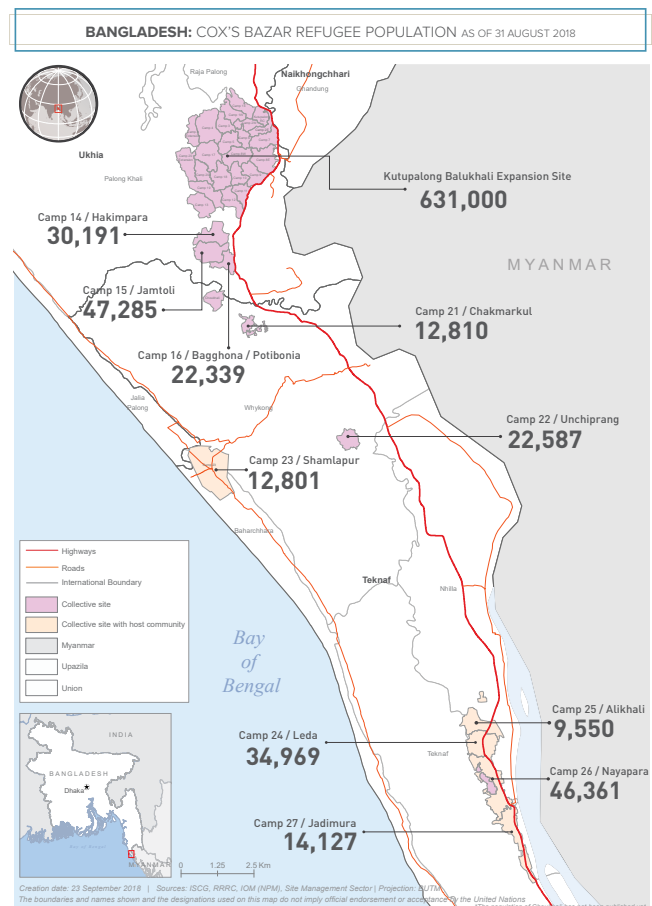 BANGLADESH: COX'S BAZAR REFUGEE POPULATION AS OF 31 AUGUST 2018
Raja Palong
Naikhongchhari
Ghandung
Ukhia
Palong Khali
Kutupalong Balukhali Expansion Site
631,000
Camp 14 / Hakimpara
30,191
MYANMAR
Camp 15 / Jamtoli
47,285
Camp 21 / Chakmarkul
12,810
Camp 16 / Bagghona / Potibonia
22,339
Jalia
Palong
Whykong
Camp 22 / Unchiprang
22,587
Camp 23 / Shamlapur
12,801
Baharchhara
Highways
Roads
International Boundary
Collective site
Collective site with host community
Myanmar
Upazila
Union
Teknaf
Nhilla
Bay
of
Bengal
Camp 25 / Alikhali
9,550
Camp 24 / Leda
34,969
Teknaf
Camp 26 / Nayapara
46,361
Camp 27 / Jadimura
14,127
INDIA
BANGLADESH
Dhaka
Bay of Bengal
MYANMAR
0 1.25 2.5 Km
Creation date: 23 September 2018 | Sources: ISCG, RRRC, IOM (NPM), Site Management Sector | Projection: BUTM
The boundaries and names shown and the designations used on this map do not imply official endorsement or acceptance by the United Nations